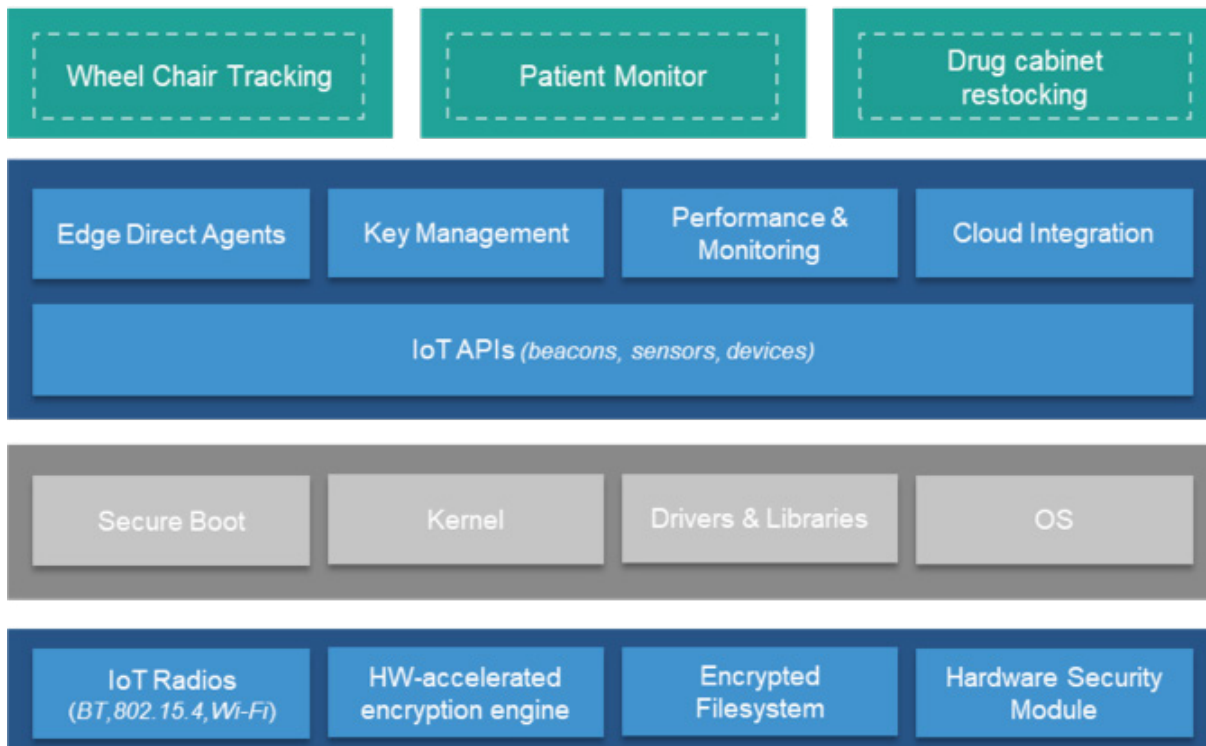 Wheel Chair Tracking
Patient Monitor
Drug cabinet
restocking
Edge Direct Agents
Key Management
Performance &
Monitoring
Cloud Integration
IoT APIs (beacons, sensors, devices)
Secure Boot
Kernel
Drivers & Libraries
OS
IoT Radios
(BT,802.15.4,Wi-Fi)
HW-accelerated
encryption engine
Encrypted
Filesystem
Hardware Security
Module